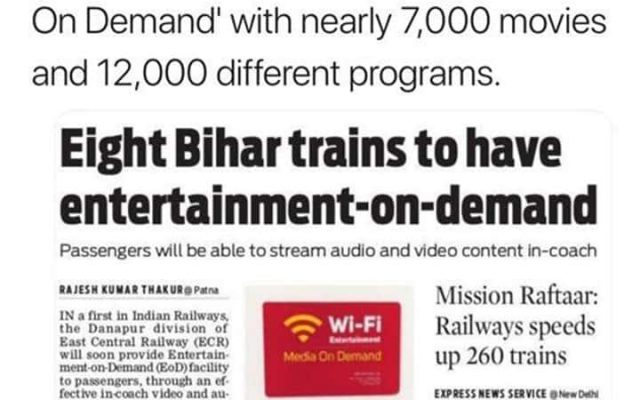 On Demand' with nearly 7,000 movies
and 12,000 different programs.
Eight Bihar trains to have
entertainment-on-demand
Passengers will be able to stream audio and video content in-coach
RAJESH KUMAR THAKUR @ Patna
IN a first in Indian Railways,
the Danapur division of
East Central Railway (ECR)
will soon provide Entertain-
ment-on-Demand (EoD) facility
to passengers, through an ef-
fective in-coach video and au-
Wi-Fi
Entertainment
Media On Demand
Mission Raftaar:
Railways speeds
up 260 trains
EXPRESS NEWS SERVICE @ New Delhi